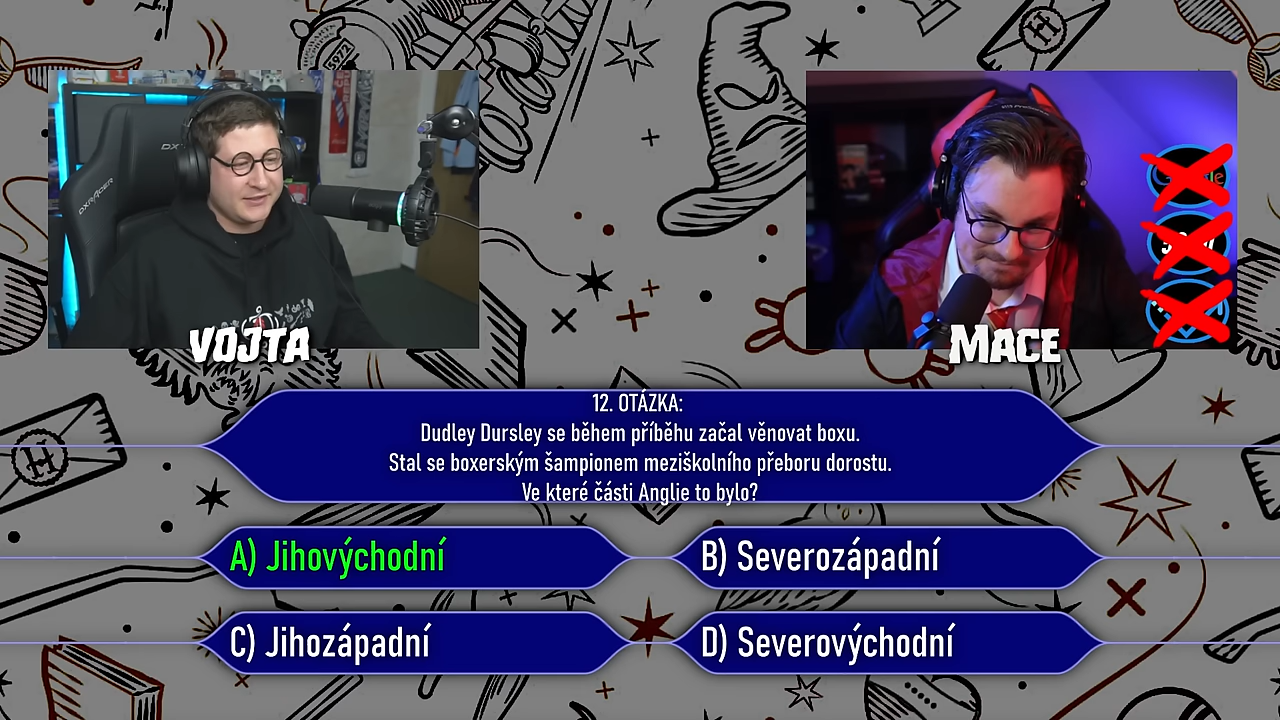 DXRACER
VOJTA
MACE
12. OTÁZKA:
Dudley Dursley se během příběhu začal věnovat boxu.
Stal se boxerským šampionem meziškolního přeboru dorostu.
Ve které části Anglie to bylo?
A) Jihovýchodní
B) Severozápadní
C) Jihozápadní
D) Severovýchodní